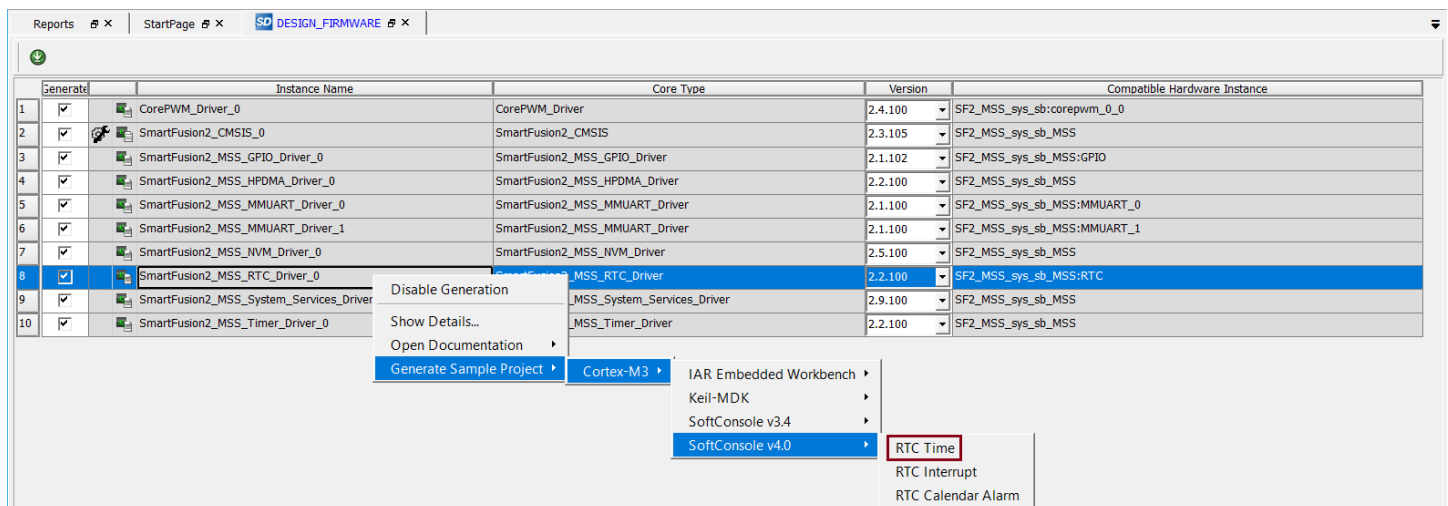 Reports StartPage SD DESIGN_FIRMWARE
Generate Instance Name Core Type Version Compatible Hardware Instance
1 CorePWM_Driver_0 CorePWM_Driver 2.4.100 SF2_MSS_sys_sb:corepwm_0_0
2 SmartFusion2_CMSIS_0 SmartFusion2_CMSIS 2.3.105 SF2_MSS_sys_sb_MSS
3 SmartFusion2_MSS_GPIO_Driver_0 SmartFusion2_MSS_GPIO_Driver 2.1.102 SF2_MSS_sys_sb_MSS:GPIO
4 SmartFusion2_MSS_HPDMA_Driver_0 SmartFusion2_MSS_HPDMA_Driver 2.2.100 SF2_MSS_sys_sb_MSS
5 SmartFusion2_MSS_MMUART_Driver_0 SmartFusion2_MSS_MMUART_Driver 2.1.100 SF2_MSS_sys_sb_MSS:MMUART_0
6 SmartFusion2_MSS_MMUART_Driver_1 SmartFusion2_MSS_MMUART_Driver 2.1.100 SF2_MSS_sys_sb_MSS:MMUART_1
7 SmartFusion2_MSS_NVM_Driver_0 SmartFusion2_MSS_NVM_Driver 2.5.100 SF2_MSS_sys_sb_MSS
8 SmartFusion2_MSS_RTC_Driver_0 SmartFusion2_MSS_RTC_Driver 2.2.100 SF2_MSS_sys_sb_MSS:RTC
9 SmartFusion2_MSS_System_Services_Driver _MSS_System_Services_Driver 2.9.100 SF2_MSS_sys_sb_MSS
10 SmartFusion2_MSS_Timer_Driver_0 _MSS_Timer_Driver 2.2.100 SF2_MSS_sys_sb_MSS
Disable Generation
Show Details...
Open Documentation
Generate Sample Project
Cortex-M3
IAR Embedded Workbench
Keil-MDK
SoftConsole v3.4
SoftConsole v4.0
RTC Time
RTC Interrupt
RTC Calendar Alarm